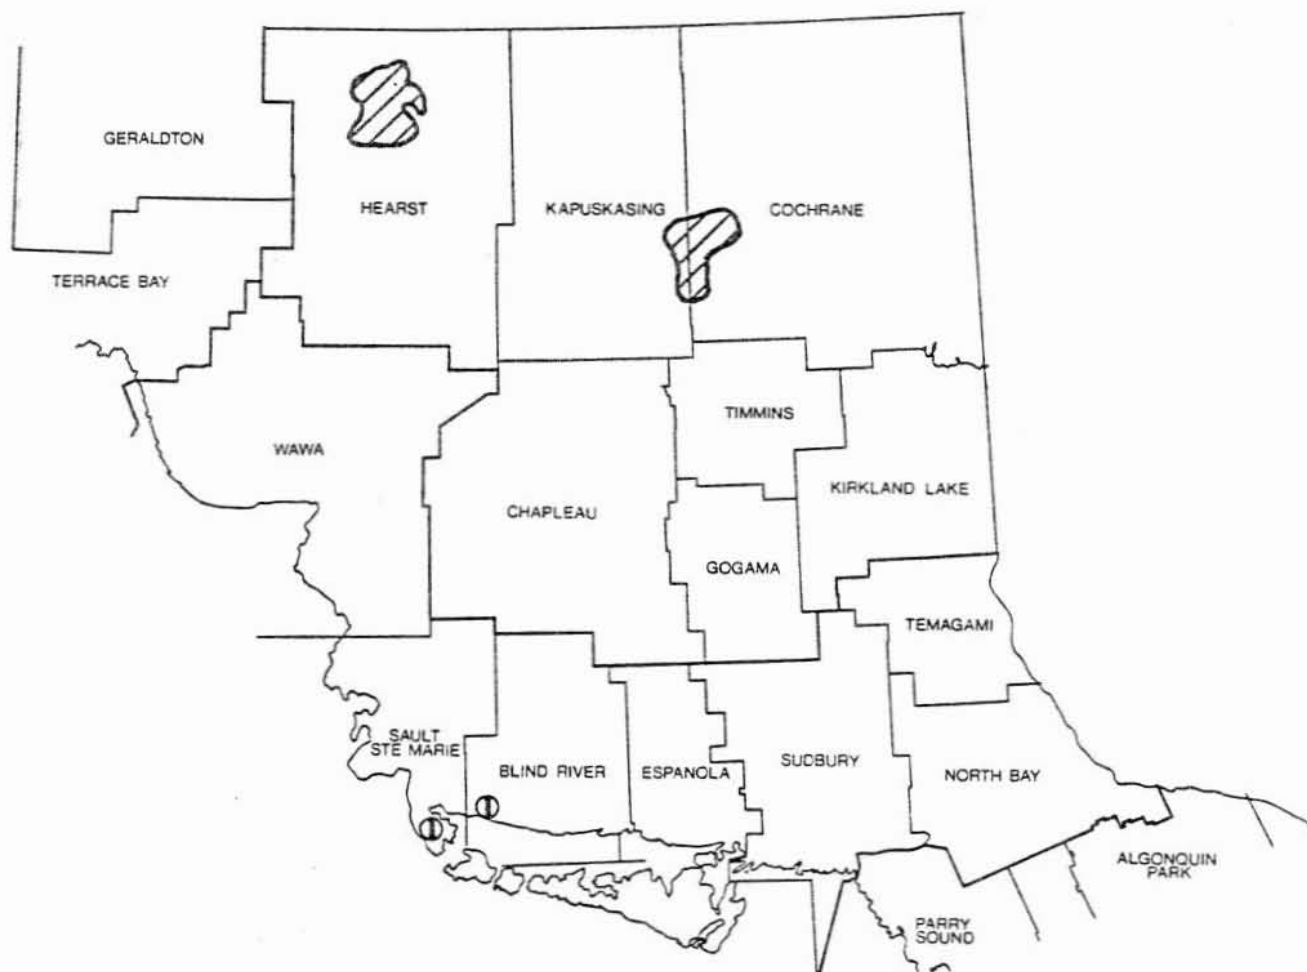 GERALDTON
HEARST
KAPUSKASING
COCHRANE
TERRACE BAY
TIMMINS
WAWA
KIRKLAND LAKE
CHAPLEAU
GOGAMA
TEMAGAMI
SAULT
STE MARIE
BLIND RIVER
ESPANOLA
SUDBURY
NORTH BAY
ALGONQUIN
PARK
PARRY
SOUND